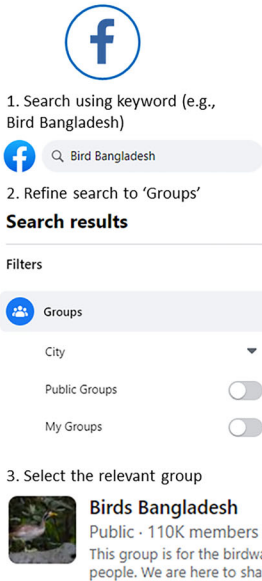 1. Search using keyword (e.g.,
Bird Bangladesh)
Bird Bangladesh
2. Refine search to ‘Groups’
Search results
Filters
Groups
City
Public Groups
My Groups
3. Select the relevant group
Birds Bangladesh
Public · 110K members
This group is for the birdwa
people. We are here to sha